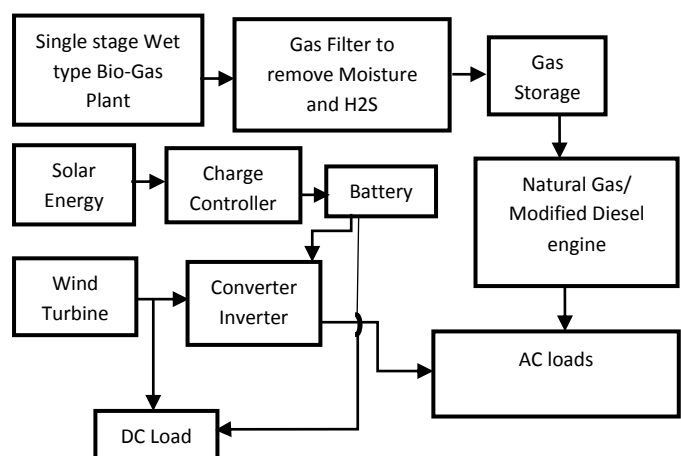 Single stage Wet
type Bio-Gas
Plant
Gas Filter to
remove Moisture
and H2S
Gas
Storage
Solar
Energy
Charge
Controller
Battery
Natural Gas/
Modified Diesel
engine
Wind
Turbine
Converter
Inverter
AC loads
DC Load